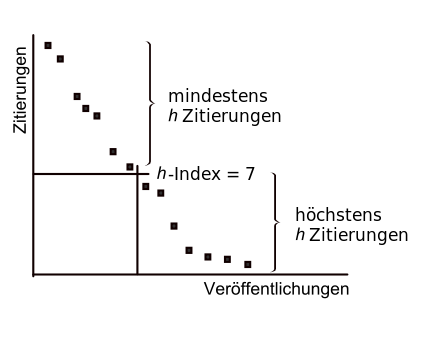 Zitierungen
mindestens
h Zitierungen
h-Index = 7
höchstens
h Zitierungen
Veröffentlichungen